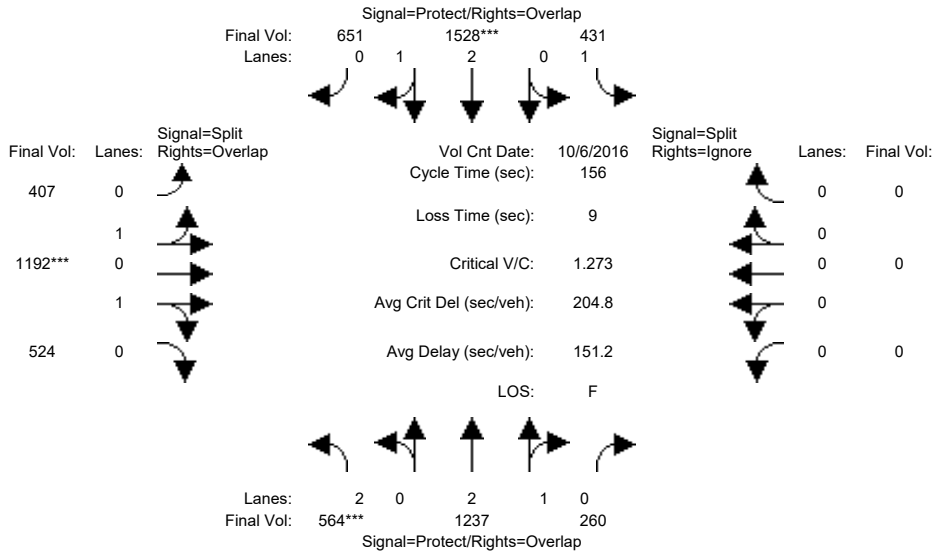 Signal=Protect/Rights=Overlap
Final Vol: 651 1528*** 431
Lanes: 0 1 2 0 1
Signal=Split
Rights=Overlap
Final Vol: Lanes:
Vol Cnt Date: 10/6/2016
Signal=Split
Rights=Ignore
Lanes: Final Vol:
Cycle Time (sec): 156
407 0
0 0
Loss Time (sec): 9
1
0
1192*** 0
Critical V/C: 1.273
0 0
1
Avg Crit Del (sec/veh): 204.8
0
524 0
Avg Delay (sec/veh): 151.2
0 0
LOS: F
Lanes: 2 0 2 1 0
Final Vol: 564*** 1237 260
Signal=Protect/Rights=Overlap